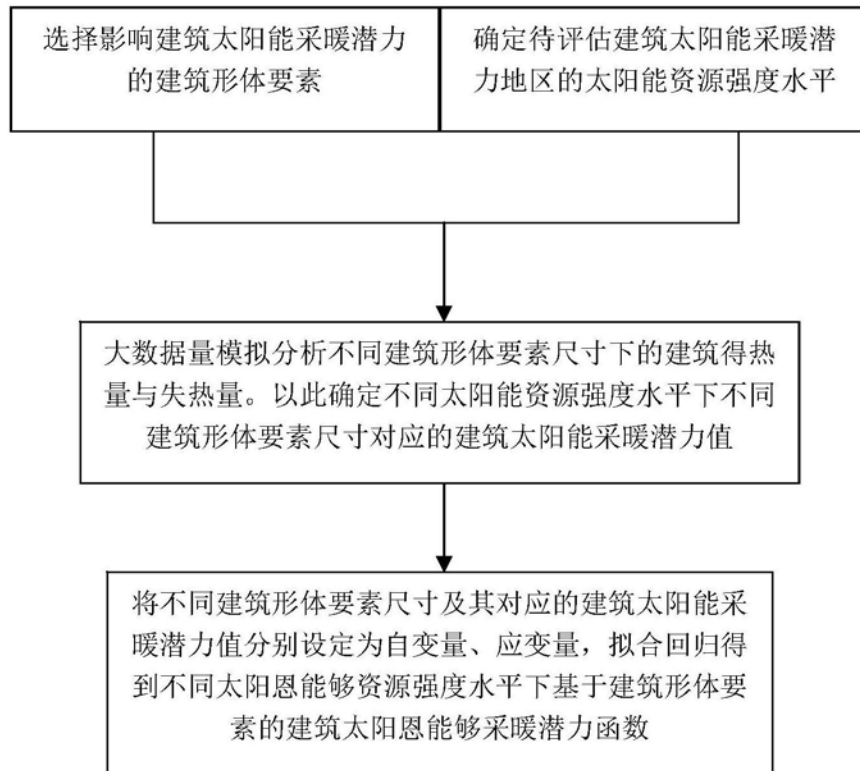 选择影响建筑太阳能采暖潜力
的建筑形体要素
确定待评估建筑太阳能采暖潜
力地区的太阳能资源强度水平
大数据量模拟分析不同建筑形体要素尺寸下的建筑得热
量与失热量。以此确定不同太阳能资源强度水平下不同
建筑形体要素尺寸对应的建筑太阳能采暖潜力值
将不同建筑形体要素尺寸及其对应的建筑太阳能采
暖潜力值分别设定为自变量、应变量，拟合回归得
到不同太阳恩能够资源强度水平下基于建筑形体要
素的建筑太阳恩能够采暖潜力函数